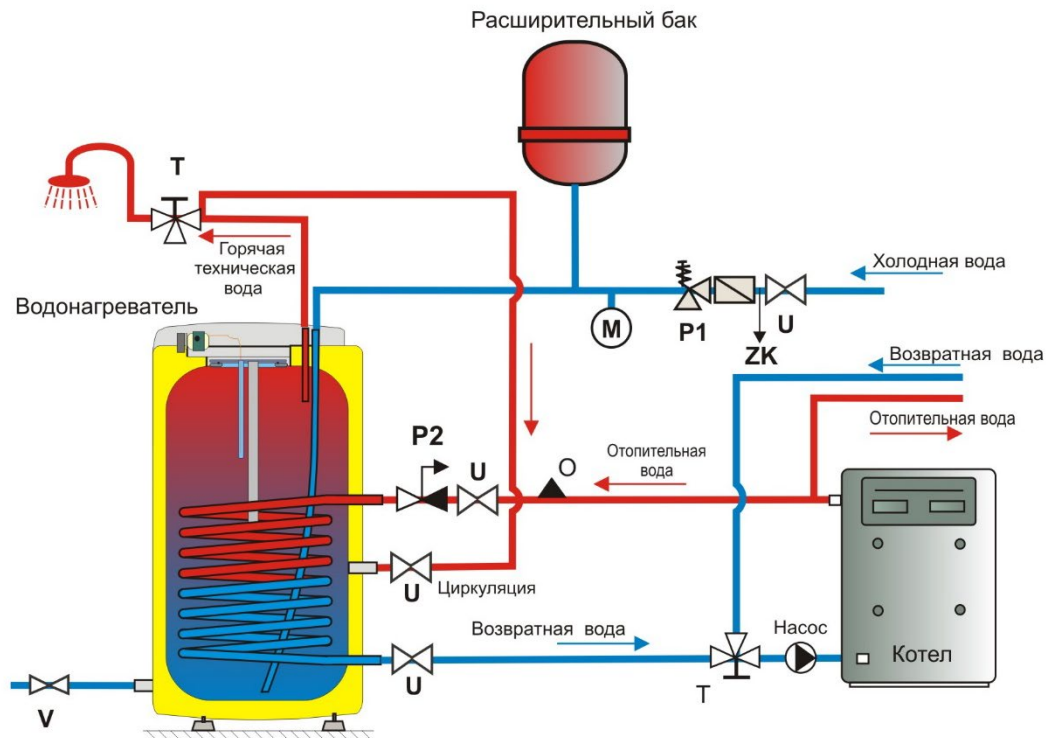 Расширительный бак
T
Горячая
техническая
вода
Холодная вода
Водонагреватель
M
P1
U
ZK
Возвратная вода
Отопительная вода
P2
U
O
Отопительная
вода
U
Циркуляция
Возвратная вода
Насос
Котел
U
T
V